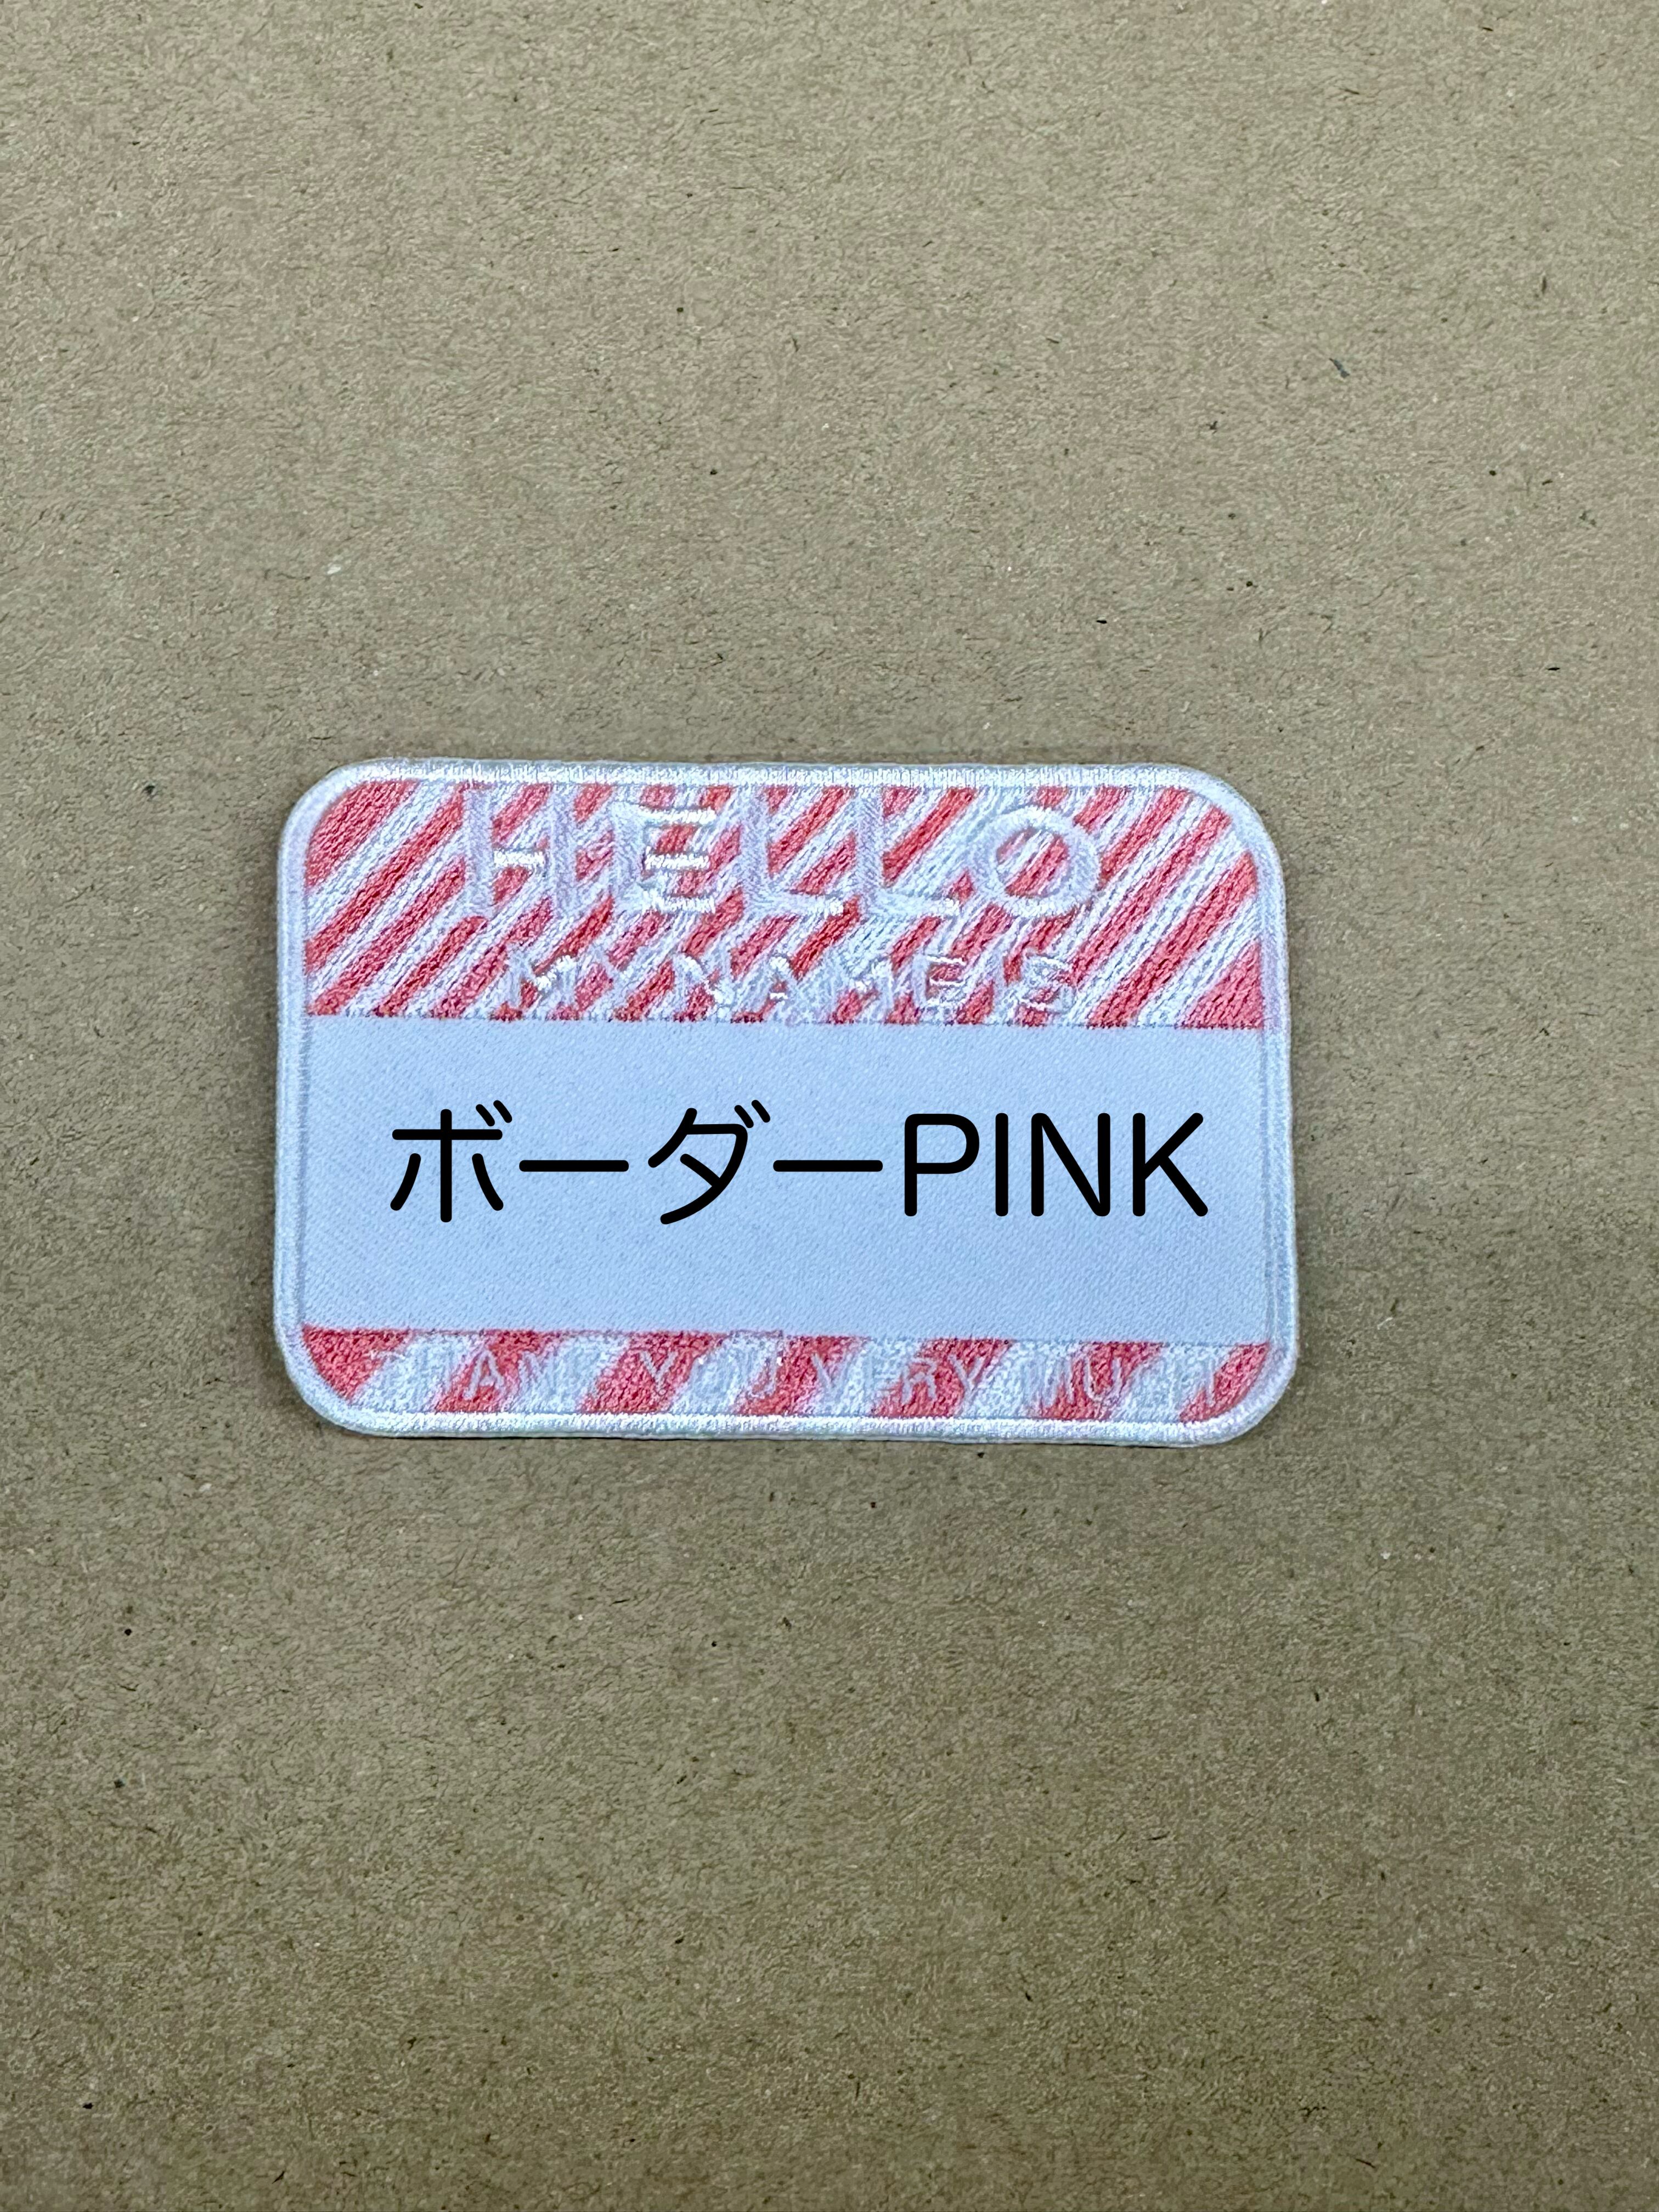 HELLO
MY NAME IS
ボーダーPINK
THANK YOU VERY MUCH